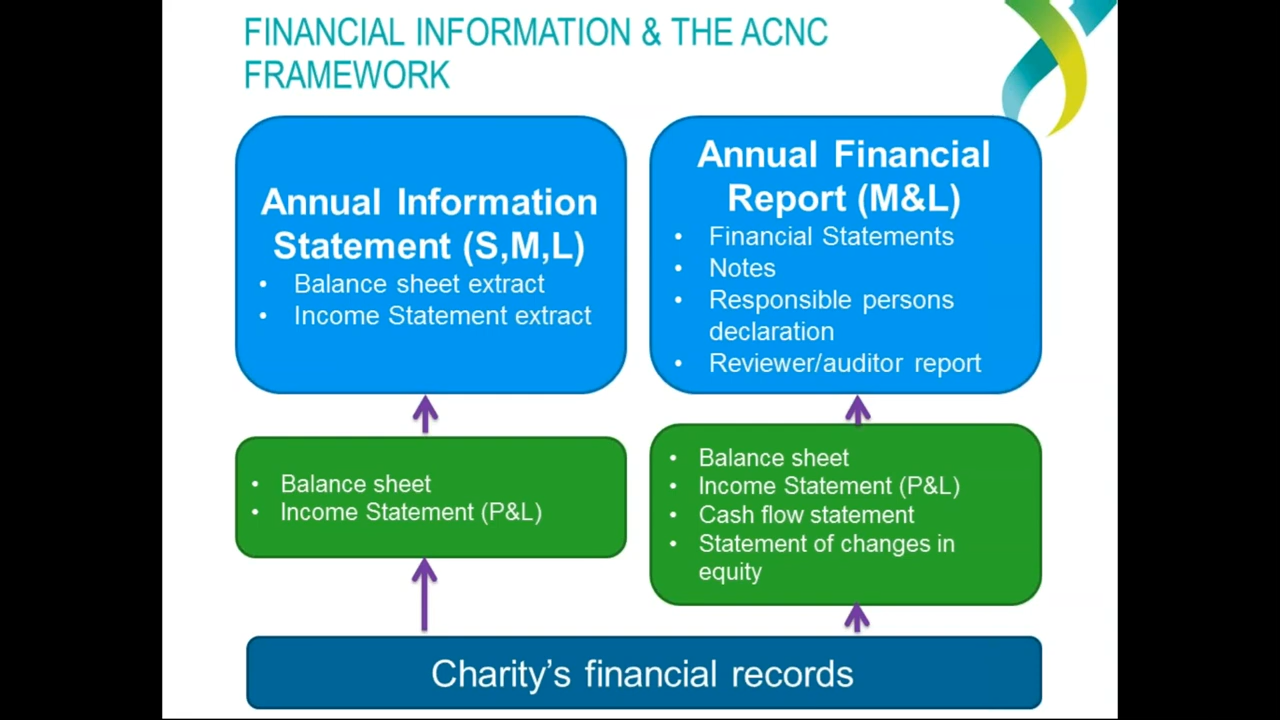 FINANCIAL INFORMATION & THE ACNC
FRAMEWORK
Annual Information
Statement (S,M,L)
• Balance sheet extract
• Income Statement extract
Annual Financial
Report (M&L)
• Financial Statements
• Notes
• Responsible persons
declaration
• Reviewer/auditor report
• Balance sheet
• Income Statement (P&L)
• Balance sheet
• Income Statement (P&L)
• Cash flow statement
• Statement of changes in
equity
Charity’s financial records